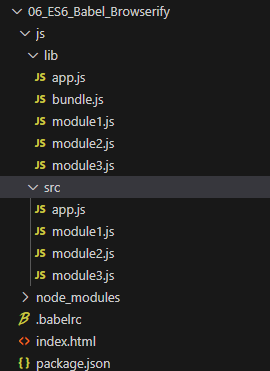 06_ES6_Babel_Browserify
js
lib
JS app.js
JS bundle.js
JS module1.js
JS module2.js
JS module3.js
src
JS app.js
JS module1.js
JS module2.js
JS module3.js
node_modules
.babelrc
<> index.html
{} package.json